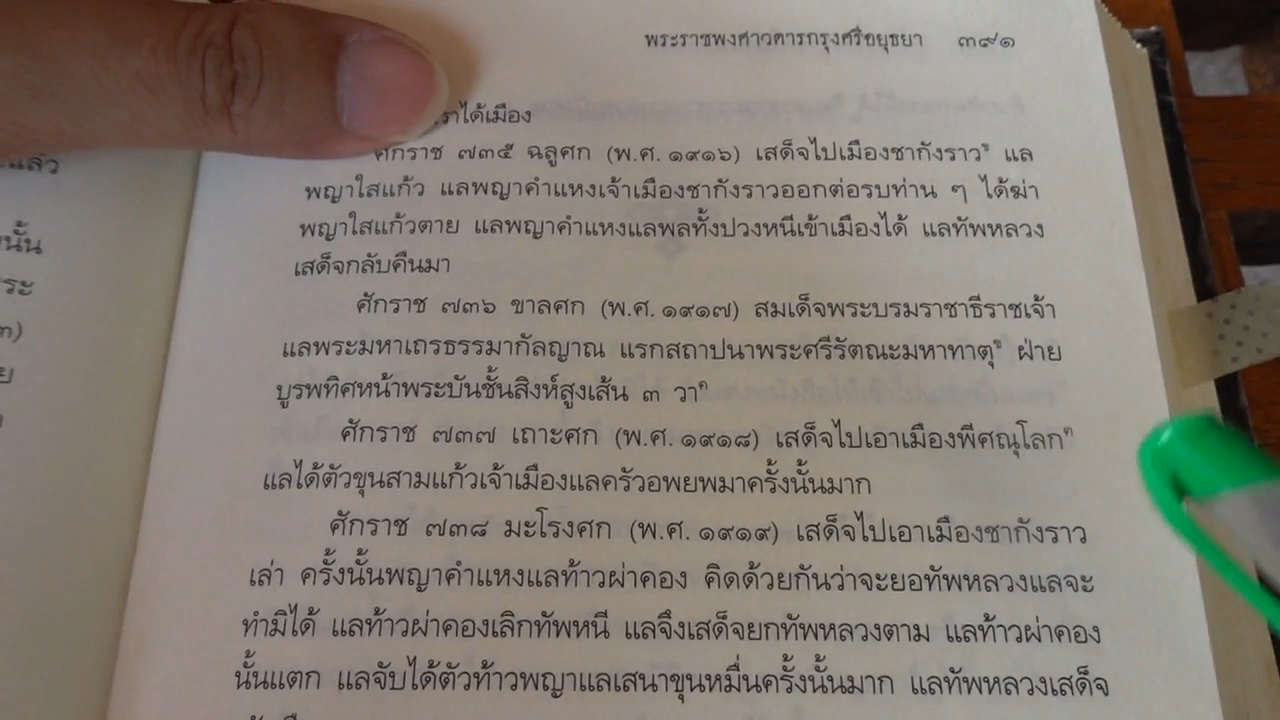 พระราชพงศาวดารกรุงศรีอยุธยา ๓๙๑
ราได้เมือง
ศักราช ๗๓๕ ฉลูศก (พ.ศ. ๑๙๑๖) เสด็จไปเมืองชากังราว๑ แล
พญาใสแก้ว แลพญาคำแหงเจ้าเมืองชากังราวออกต่อรบท่าน ๆ ได้ฆ่า
พญาใสแก้วตาย แลพญาคำแหงแลพลทั้งปวงหนีเข้าเมืองได้ แลทัพหลวง
เสด็จกลับคืนมา
ศักราช ๗๓๖ ขาลศก (พ.ศ. ๑๙๑๗) สมเด็จพระบรมราชาธิราชเจ้า
แลพระมหาเถรธรรมากัลญาณ แรกสถาปนาพระศรีรัตณะมหาทาตุ๒ ฝ่าย
บูรพทิศหน้าพระบันชั้นสิงห์สูงเส้น ๓ วา๓
ศักราช ๗๓๗ เถาะศก (พ.ศ. ๑๙๑๘) เสด็จไปเอาเมืองพีศณุโลก
แลได้ตัวขุนสามแก้วเจ้าเมืองแลครัวอพยพมาครั้งนั้นมาก
ศักราช ๗๓๘ มะโรงศก (พ.ศ. ๑๙๑๙) เสด็จไปเอาเมืองชากังราว
เล่า ครั้งนั้นพญาคำแหงแลท้าวผ่าคอง คิดด้วยกันว่าจะยอทัพหลวงแลจะ
ทำมิได้ แลท้าวผ่าคองเลิกทัพหนี แลจึงเสด็จยกทัพหลวงตาม แลท้าวผ่าคอง
นั้นแตก แลจับได้ตัวท้าวพญาแลเสนาขุนหมื่นครั้งนั้นมาก แลทัพหลวงเสด็จ